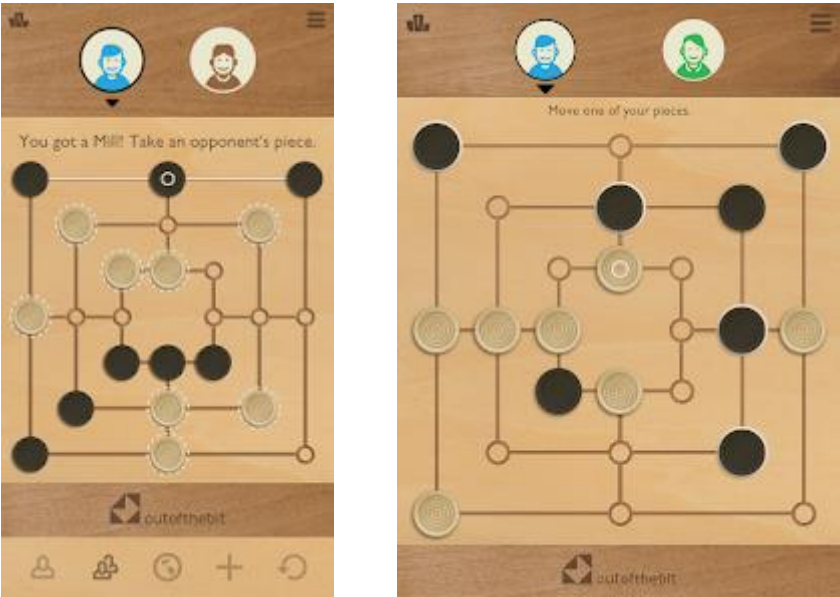 You got a Mill! Take an opponent's piece.
outofthebit
Move one of your pieces.
outofthebit